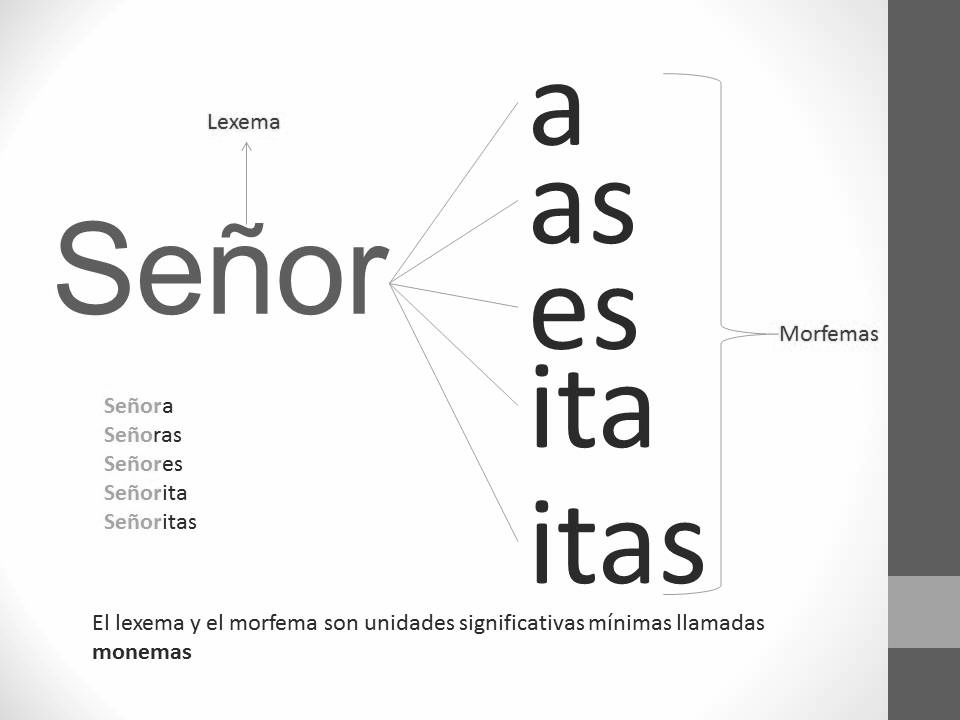 Lexema
Señor
a
as
es
ita
itas
Morfemas
Señora
Señoras
Señores
Señorita
Señoritas
El lexema y el morfema son unidades significativas mínimas llamadas
monemas